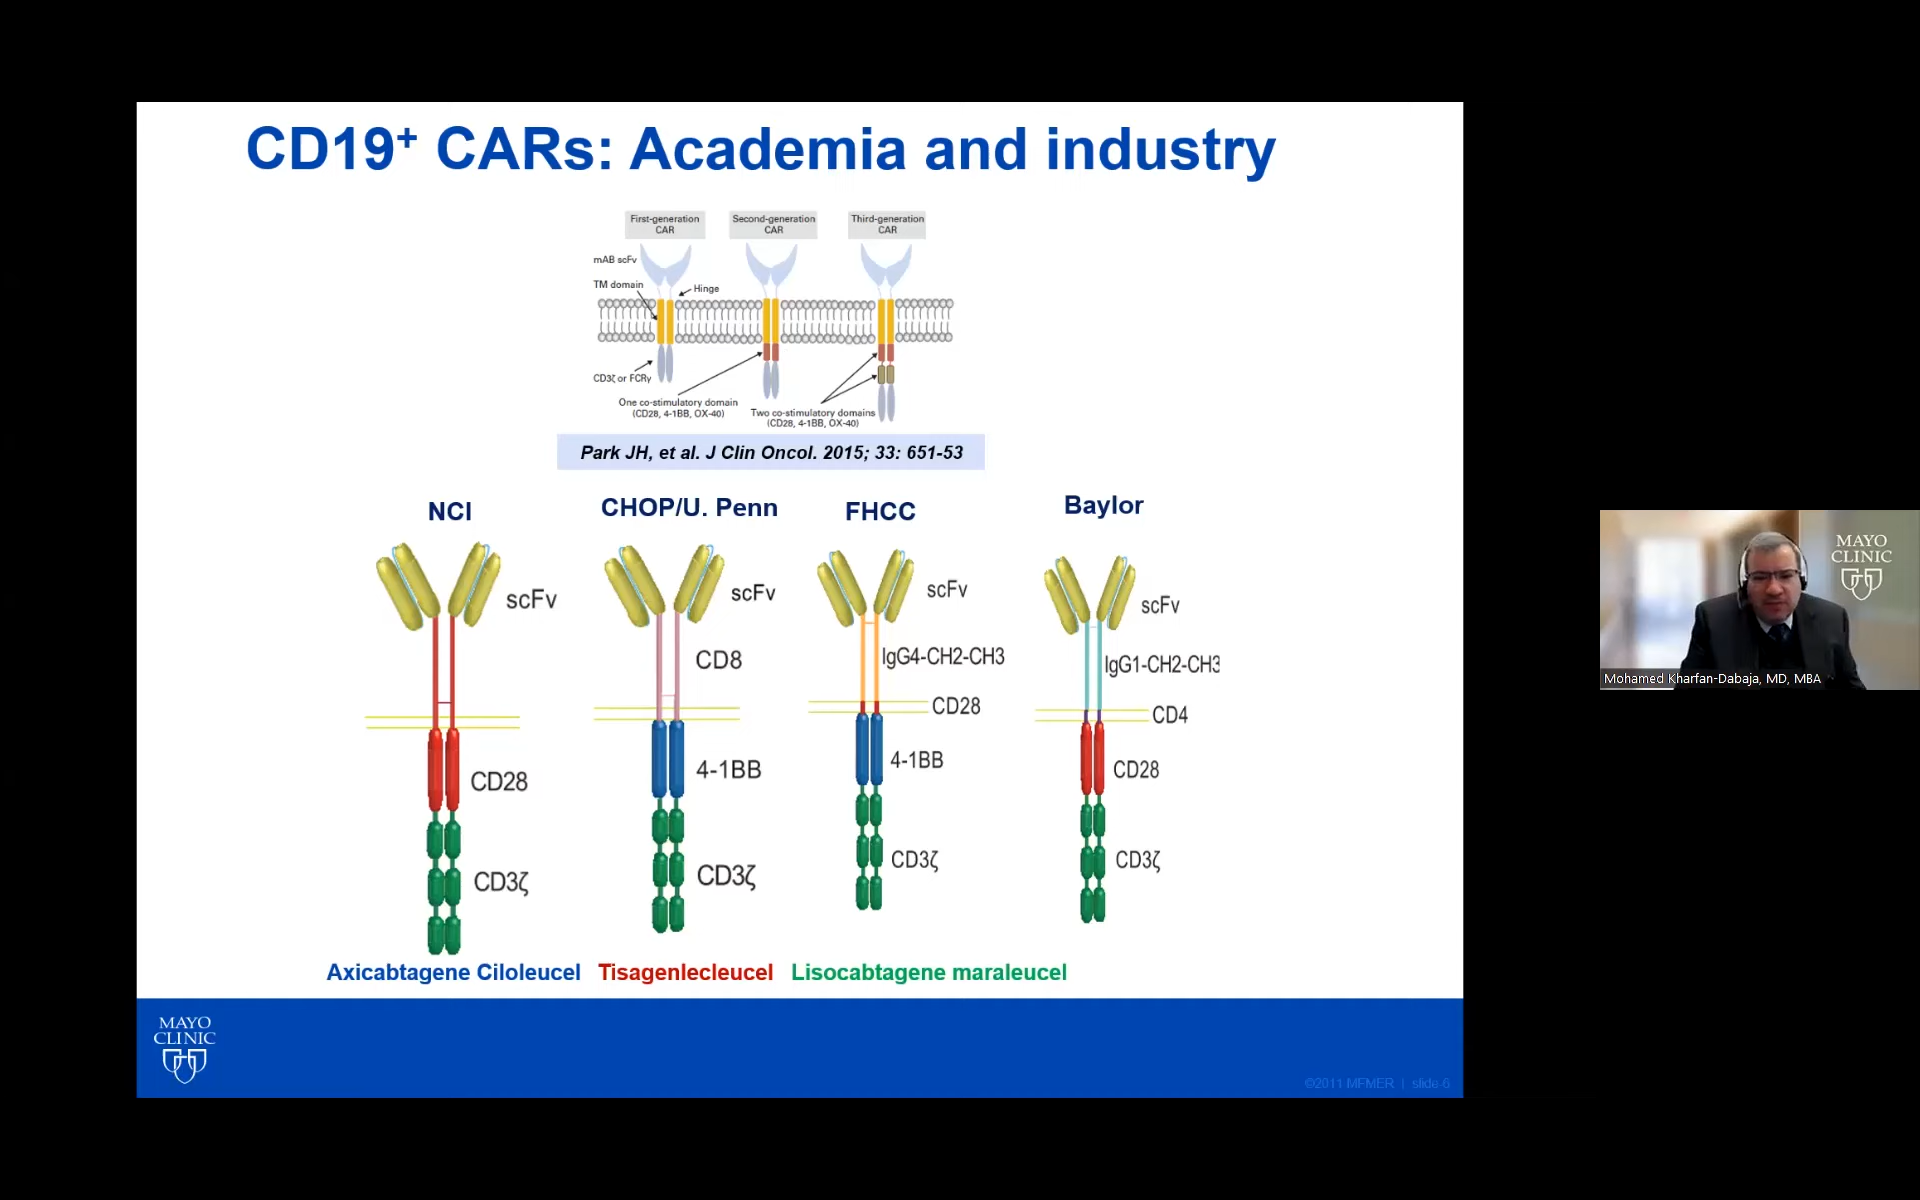 CD19+ CARs: Academia and industry
First-generation
CAR
Second-generation
CAR
Third-generation
CAR
mAB scFv
TM domain
Hinge
CD3ζ or FCRγ
One co-stimulatory domain
(CD28, 4-1BB, OX-40)
Two co-stimulatory domains
(CD28, 4-1BB, OX-40)
Park JH, et al. J Clin Oncol. 2015; 33: 651-53
NCI
scFv
CD28
CD3ζ
Axicabtagene Ciloleucel
CHOP/U. Penn
scFv
CD8
4-1BB
CD3ζ
Tisagenlecleucel
FHCC
scFv
IgG4-CH2-CH3
CD28
4-1BB
CD3ζ
Lisocabtagene maraleucel
Baylor
scFv
IgG1-CH2-CH3
CD4
CD28
CD3ζ
MAYO
CLINIC
©2011 MFMER | slide-6
MAYO
CLINIC
Mohamed Kharfan-Dabaja, MD, MBA